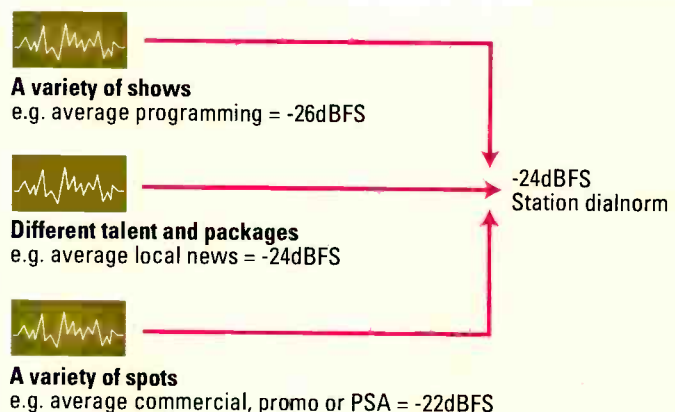 A variety of shows
e.g. average programming = -26dBFS
-24dBFS
Station dialnorm
Different talent and packages
e.g. average local news = -24dBFS
A variety of spots
e.g. average commercial, promo or PSA = -22dBFS